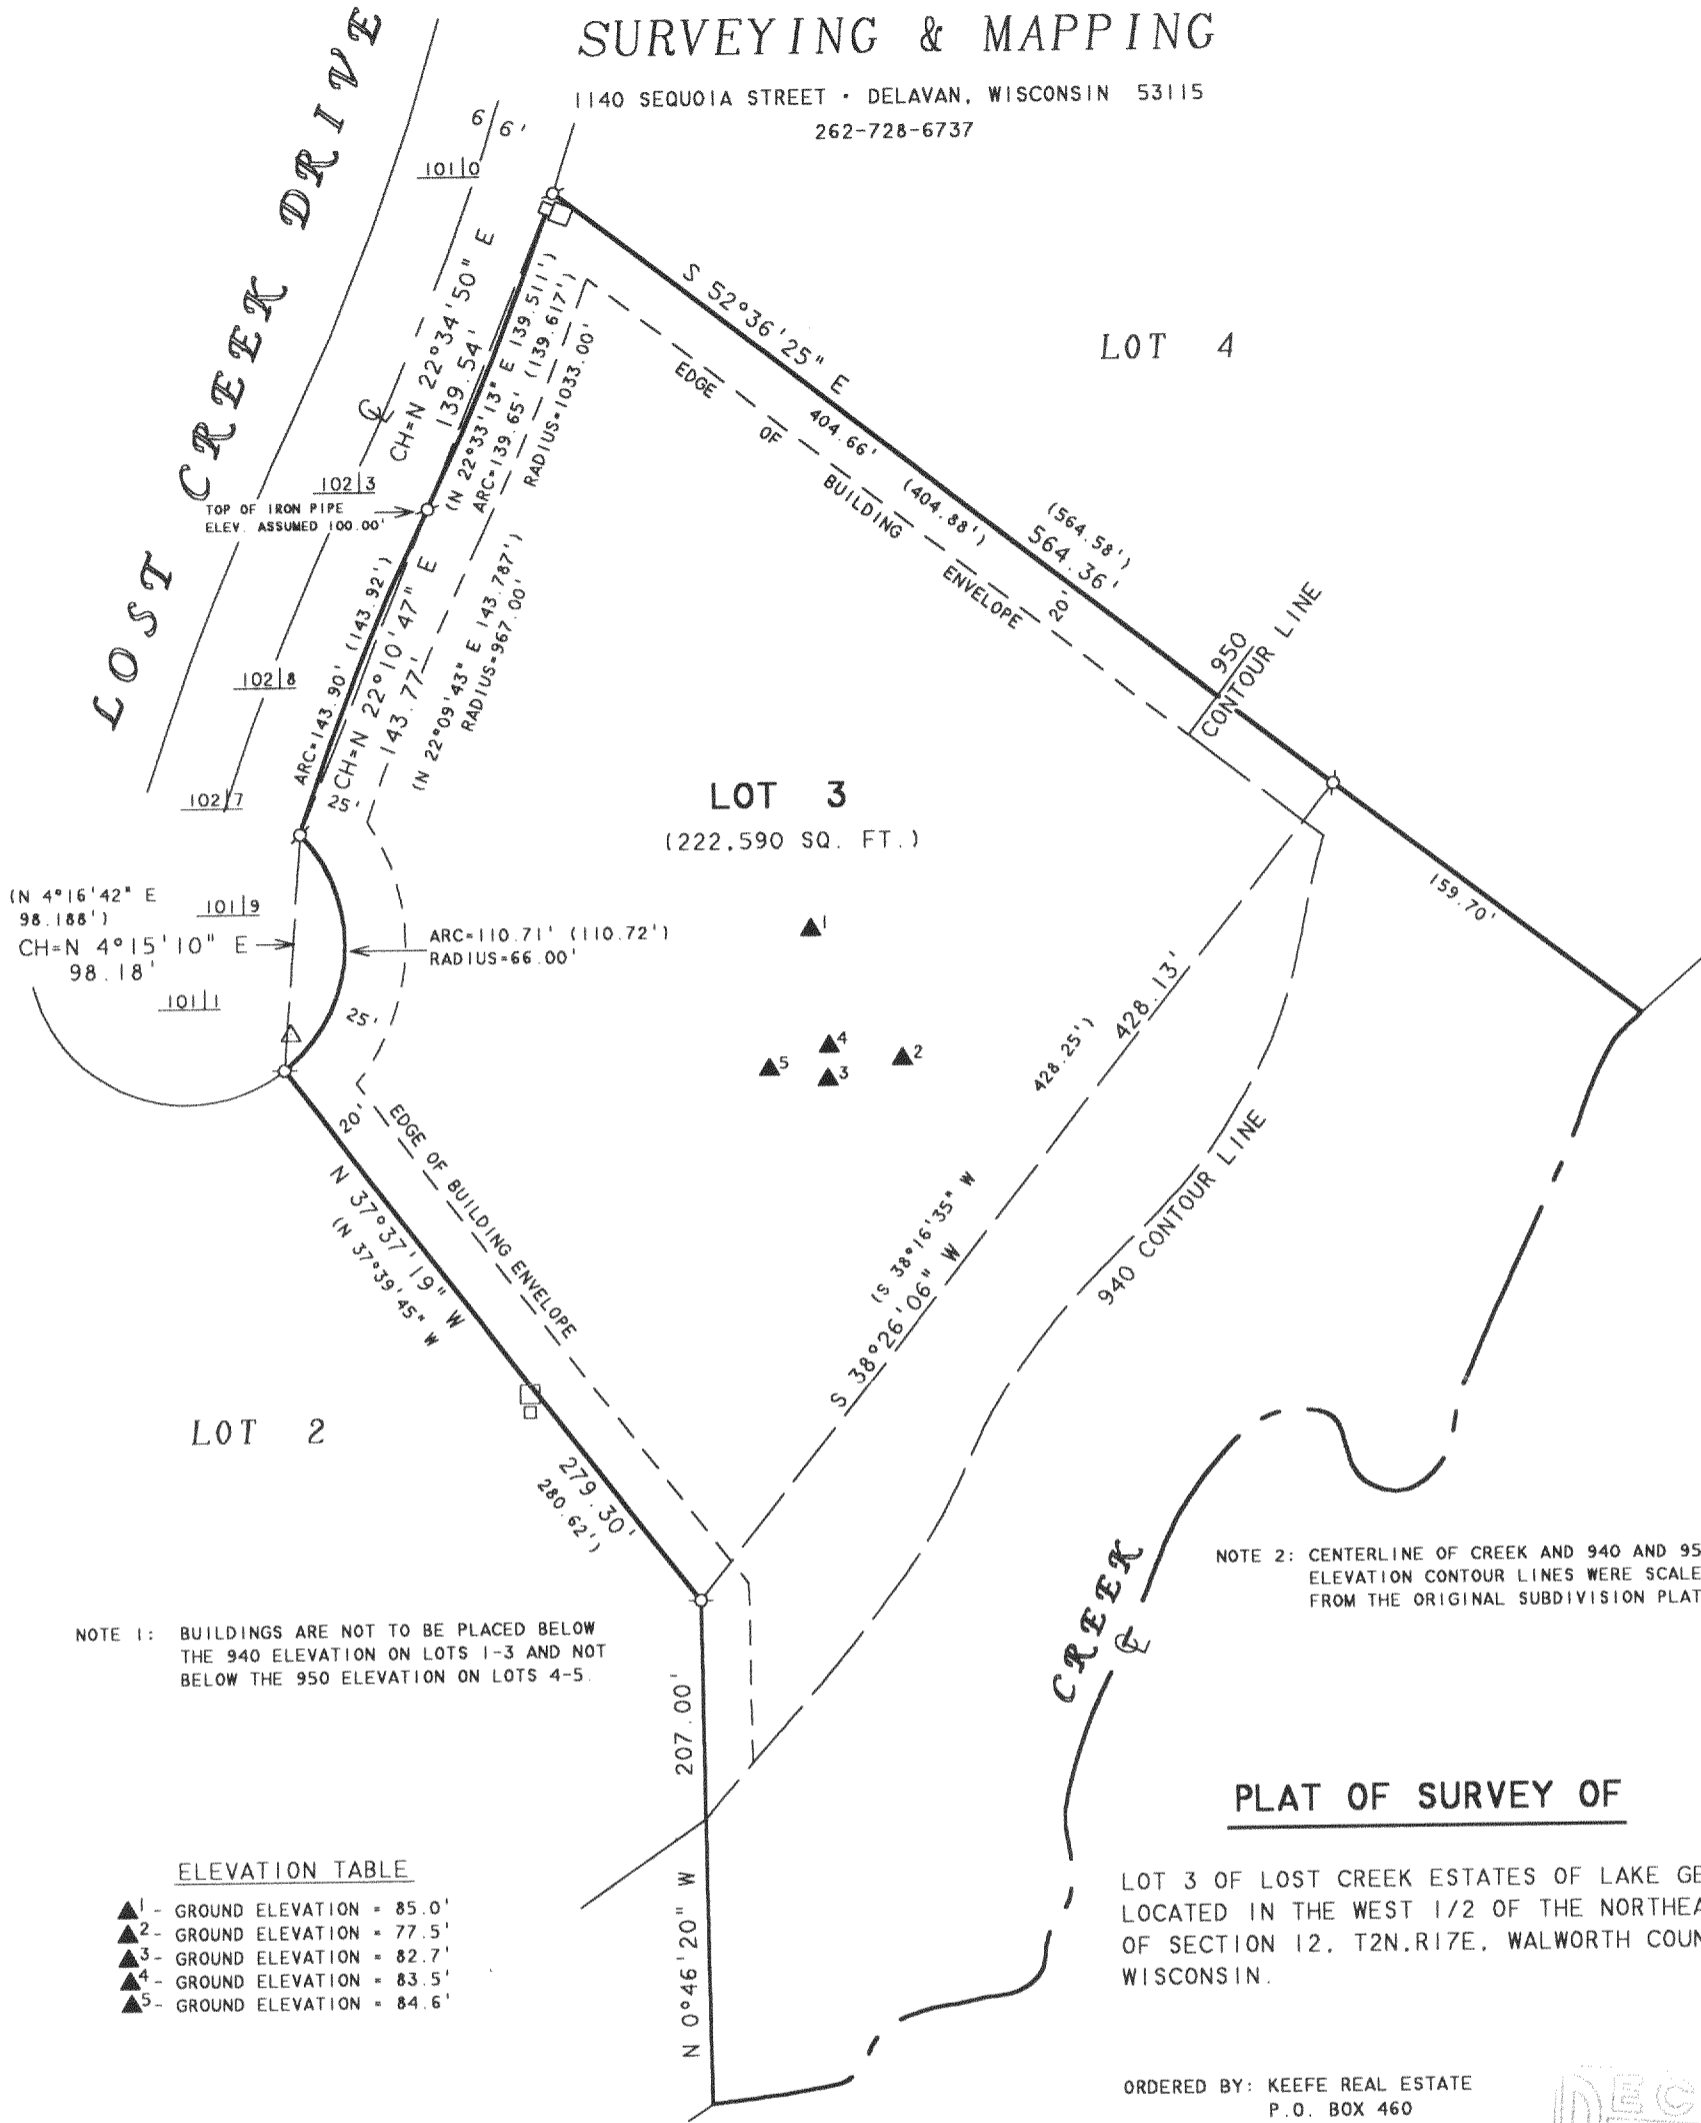 SURVEYING & MAPPING
1140 SEQUOIA STREET · DELAVAN, WISCONSIN 53115
262-728-6737
LOST CREEK DRIVE
66'
101|0
CH=N 22°34'50" E
139.54'
(N 22°33'13" E 139.511')
ARC=139.65' (139.617')
RADIUS=1033.00'
S 52°36'25" E
404.66'
(404.88')
(564.58')
564.36'
EDGE OF BUILDING ENVELOPE
20'
LOT 4
102|3
TOP OF IRON PIPE
ELEV. ASSUMED 100.00'
ARC=143.90' (143.92')
CH=N 22°10'47" E
143.77'
(N 22°09'43" E 143.787')
RADIUS=967.00'
102|8
102|7
25'
950
CONTOUR LINE
LOT 3
(222,590 SQ. FT.)
159.70'
(N 4°16'42" E
98.188')
CH=N 4°15'10" E
98.18'
101|9
101|1
ARC=110.71' (110.72')
RADIUS=66.00'
25'
1
4
2
5
3
428.25')
428.13'
(S 38°16'35" W
S 38°26'06" W
940 CONTOUR LINE
20'
EDGE OF BUILDING ENVELOPE
N 37°37'19" W
(N 37°39'45" W
279.30'
280.62')
LOT 2
CREEK
NOTE 2: CENTERLINE OF CREEK AND 940 AND 95
ELEVATION CONTOUR LINES WERE SCALE
FROM THE ORIGINAL SUBDIVISION PLAT
NOTE 1: BUILDINGS ARE NOT TO BE PLACED BELOW
THE 940 ELEVATION ON LOTS 1-3 AND NOT
BELOW THE 950 ELEVATION ON LOTS 4-5.
207.00'
N 0°46'20" W
PLAT OF SURVEY OF
LOT 3 OF LOST CREEK ESTATES OF LAKE GE
LOCATED IN THE WEST 1/2 OF THE NORTHEA
OF SECTION 12, T2N,R17E, WALWORTH COUN
WISCONSIN.
ELEVATION TABLE
1 - GROUND ELEVATION = 85.0'
2 - GROUND ELEVATION = 77.5'
3 - GROUND ELEVATION = 82.7'
4 - GROUND ELEVATION = 83.5'
5 - GROUND ELEVATION = 84.6'
ORDERED BY: KEEFE REAL ESTATE
P.O. BOX 460